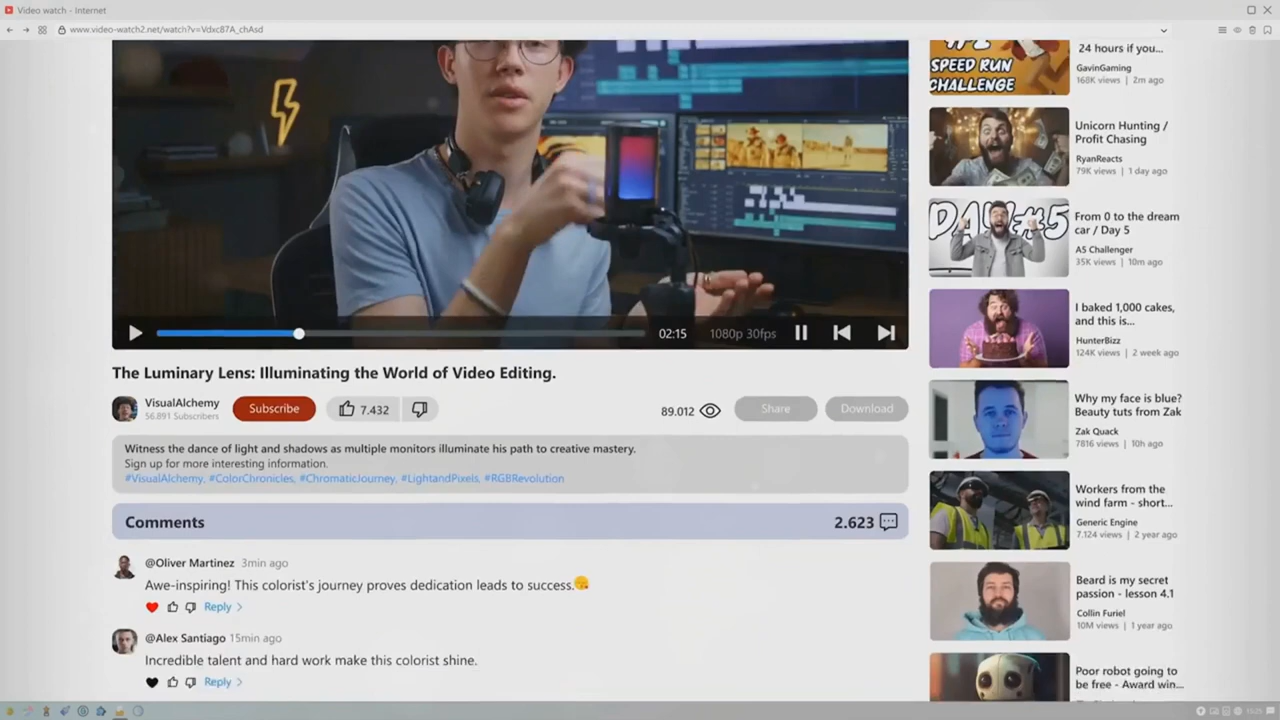 Video watch - Internet
www.video-watch2.net/watch?v=Vdxc87A_chAsd
02:15
1080p 30fps
The Luminary Lens: Illuminating the World of Video Editing.
VisualAlchemy
56.891 Subscribers
Subscribe
7.432
89.012
Share
Download
Witness the dance of light and shadows as multiple monitors illuminate his path to creative mastery.
Sign up for more interesting information.
#VisualAlchemy, #ColorChronicles, #ChromaticJourney, #LightandPixels, #RGBRevolution
Comments
2.623
@Oliver Martinez 3min ago
Awe-inspiring! This colorist's journey proves dedication leads to success.
Reply >
@Alex Santiago 15min ago
Incredible talent and hard work make this colorist shine.
Reply >
SPEED RUN
CHALLENGE
24 hours if you...
GavinGaming
168K views | 2m ago
Unicorn Hunting /
Profit Chasing
RyanReacts
79K views | 1 day ago
DAY#5
From 0 to the dream
car / Day 5
AS Challenger
35K views | 10m ago
I baked 1,000 cakes,
and this is...
HunterBizz
124K views | 2 week ago
Why my face is blue?
Beauty tuts from Zak
Zak Quack
7816 views | 10h ago
Workers from the
wind farm - short...
Generic Engine
7.124 views | 2 year ago
Beard is my secret
passion - lesson 4.1
Collin Furiel
10M views | 1 year ago
Poor robot going to
be free - Award win...